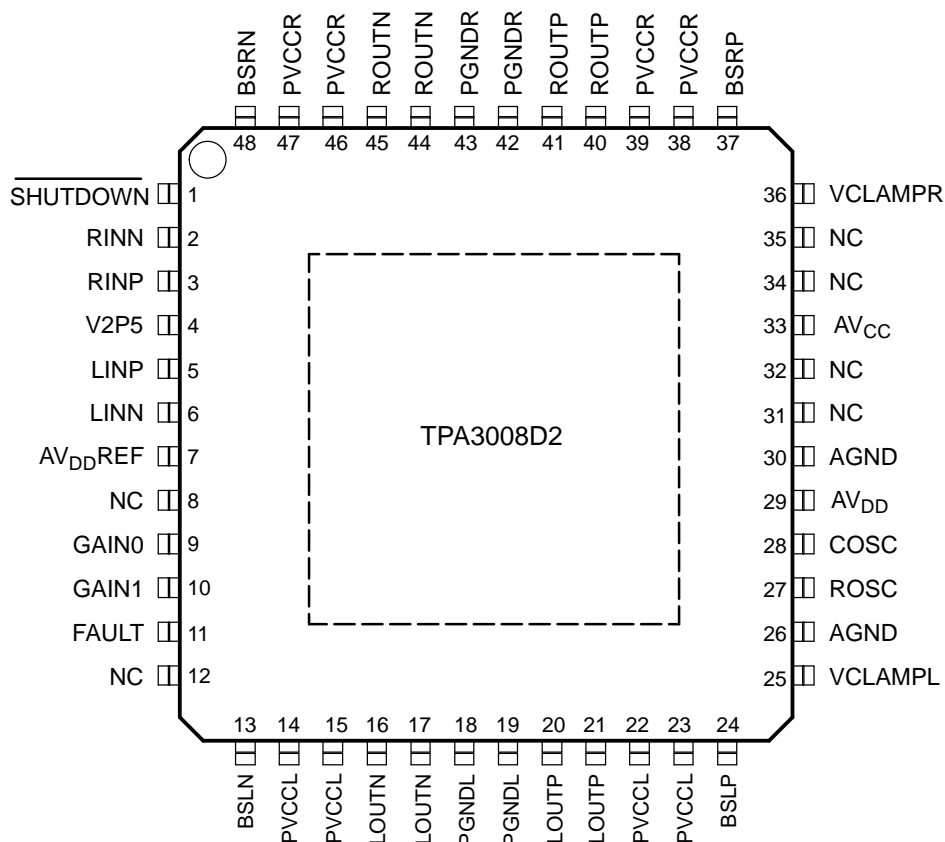 BSRN
PVCCR
PVCCR
ROUTN
ROUTN
PGNDR
PGNDR
ROUTP
ROUTP
PVCCR
PVCCR
BSRP
48 47 46 45 44 43 42 41 40 39 38 37
SHUTDOWN 1 36 VCLAMPR
RINN 2 35 NC
RINP 3 34 NC
V2P5 4 33 AVCC
LINP 5 32 NC
LINN 6 31 NC
AVDDREF 7 30 AGND
TPA3008D2
NC 8 29 AVDD
GAIN0 9 28 COSC
GAIN1 10 27 ROSC
FAULT 11 26 AGND
NC 12 25 VCLAMPL
13 14 15 16 17 18 19 20 21 22 23 24
BSLN
PVCCL
PVCCL
LOUTN
LOUTN
PGNDL
PGNDL
LOUTP
LOUTP
PVCCL
PVCCL
BSLP